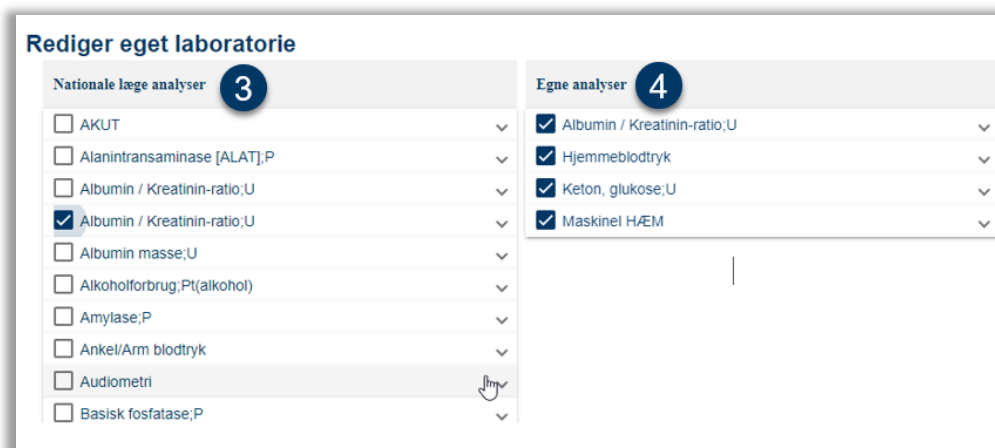 Rediger eget laboratorie
Nationale læge analyser 3
AKUT
Alanintransaminase [ALAT];P
Albumin / Kreatinin-ratio;U
Albumin / Kreatinin-ratio;U
Albumin masse;U
Alkoholforbrug;Pt(alkohol)
Amylase;P
Ankel/Arm blodtryk
Audiometri
Basisk fosfatase;P
Egne analyser 4
Albumin / Kreatinin-ratio;U
Hjemmeblodtryk
Keton, glukose;U
Maskinel HÆM